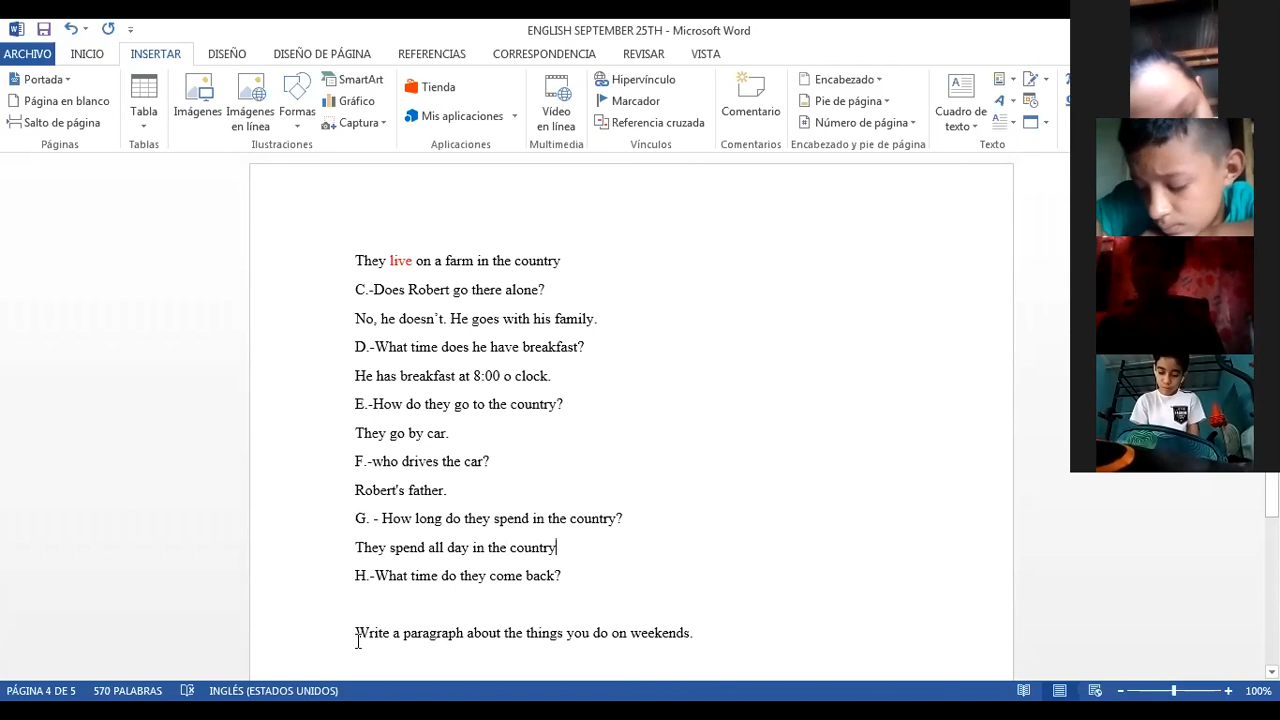 ENGLISH SEPTEMBER 25TH - Microsoft Word
ARCHIVO INICIO INSERTAR DISEÑO DISEÑO DE PÁGINA REFERENCIAS CORRESPONDENCIA REVISAR VISTA
Portada
Página en blanco
Salto de página
Páginas
Tabla
Tablas
Imágenes
Imágenes en línea
Formas
SmartArt
Gráfico
Captura
Ilustraciones
Tienda
Mis aplicaciones
Aplicaciones
Vídeo en línea
Multimedia
Hipervínculo
Marcador
Referencia cruzada
Vínculos
Comentario
Comentarios
Encabezado
Pie de página
Número de página
Encabezado y pie de página
Cuadro de texto
Texto
They live on a farm in the country
C.-Does Robert go there alone?
No, he doesn’t. He goes with his family.
D.-What time does he have breakfast?
He has breakfast at 8:00 o clock.
E.-How do they go to the country?
They go by car.
F.-who drives the car?
Robert's father.
G. - How long do they spend in the country?
They spend all day in the country
H.-What time do they come back?
Write a paragraph about the things you do on weekends.
PÁGINA 4 DE 5 570 PALABRAS INGLÉS (ESTADOS UNIDOS) 100%